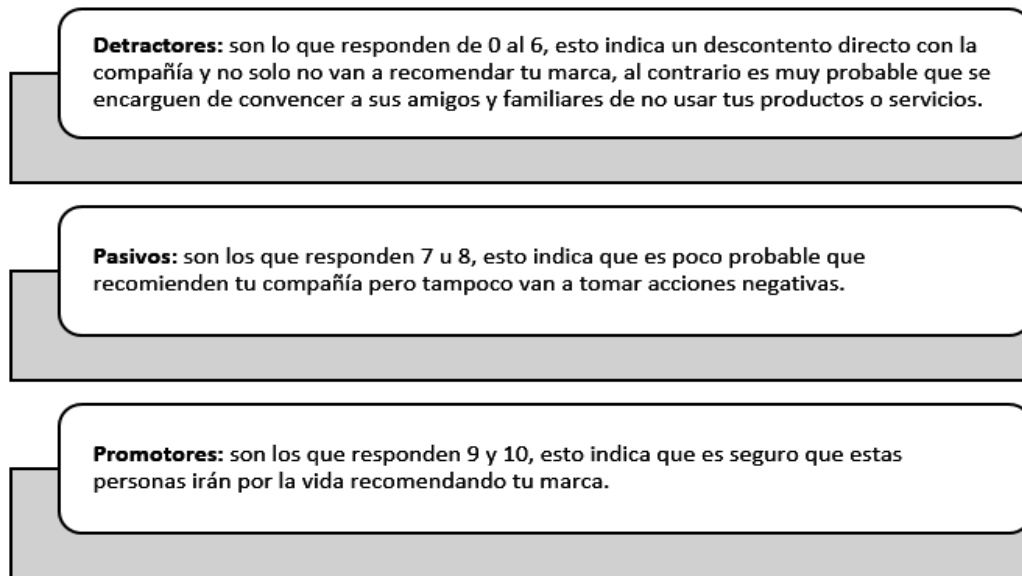 Detractores: son lo que responden de 0 al 6, esto indica un descontento directo con la
compañía y no solo no van a recomendar tu marca, al contrario es muy probable que se
encarguen de convencer a sus amigos y familiares de no usar tus productos o servicios.
Pasivos: son los que responden 7 u 8, esto indica que es poco probable que
recomienden tu compañía pero tampoco van a tomar acciones negativas.
Promotores: son los que responden 9 y 10, esto indica que es seguro que estas
personas irán por la vida recomendando tu marca.